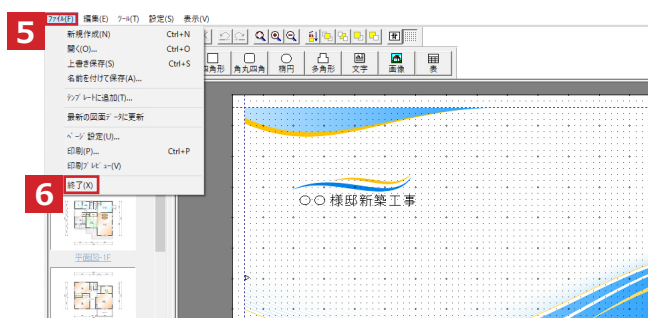 5
ファイル(F) 編集(E) ツール(T) 設定(S) 表示(V)
新規作成(N) Ctrl+N
開く(O)... Ctrl+O
上書き保存(S) Ctrl+S
名前を付けて保存(A)...
テンプレートに追加(T)...
最新の図面データに更新
ページ設定(U)...
印刷(P)... Ctrl+P
印刷プレビュー(V)
6
終了(X)
四角形 角丸四角 楕円 多角形 文字 画像 表
〇〇様邸新築工事
平面図-1F